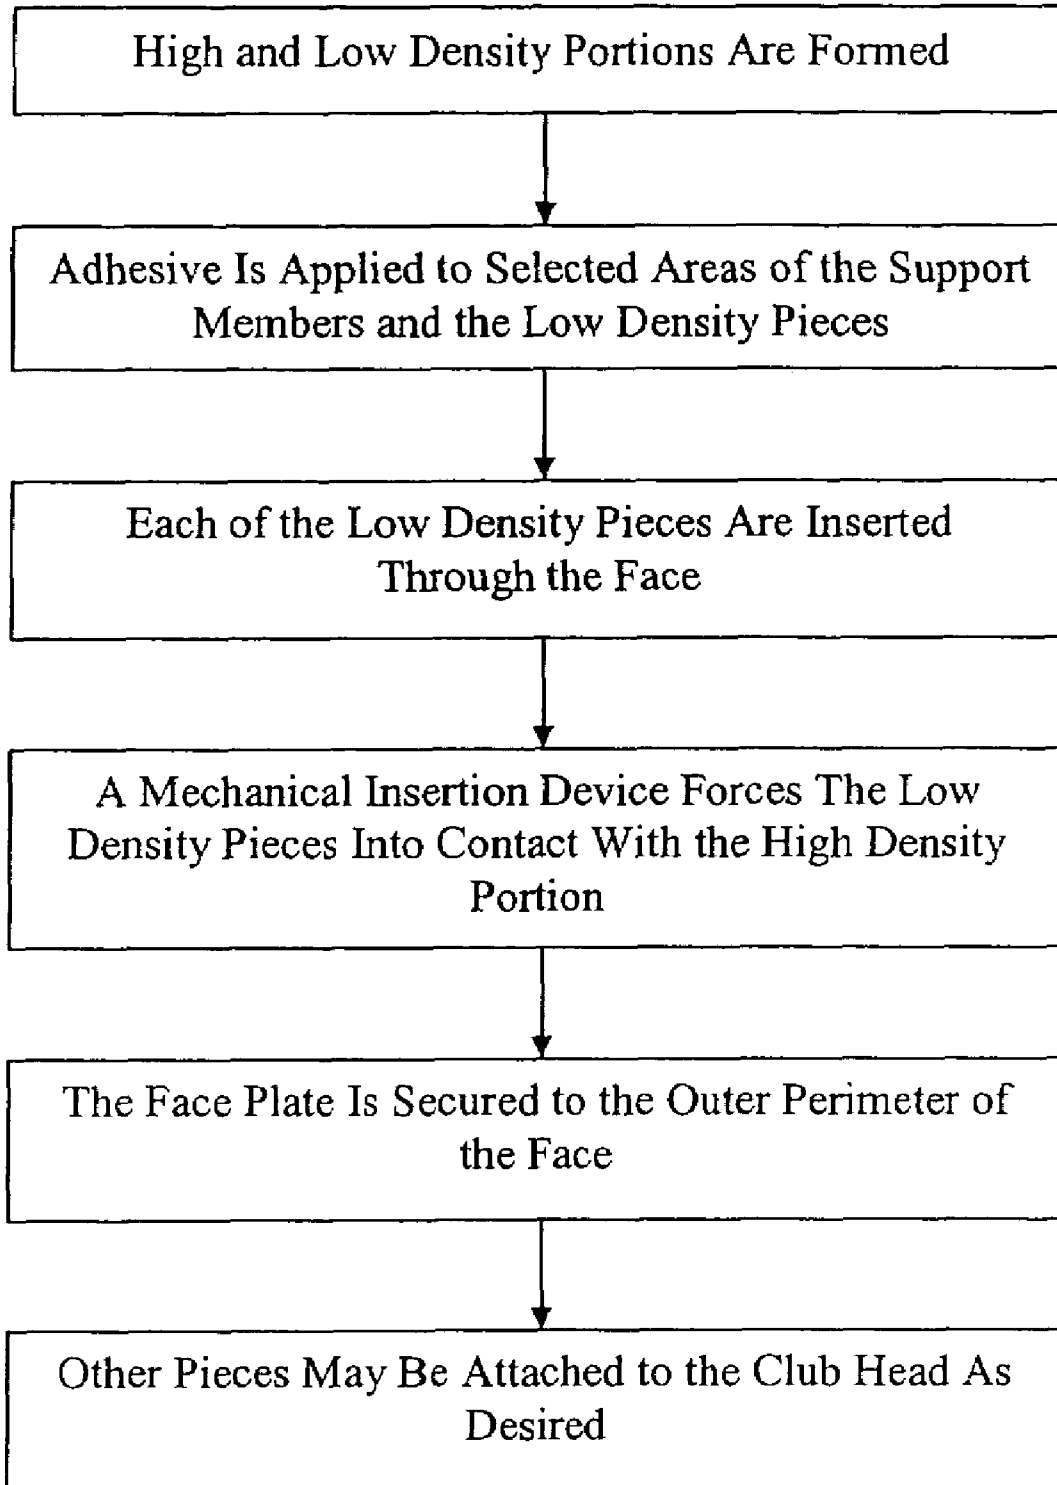 High and Low Density Portions Are Formed
Adhesive Is Applied to Selected Areas of the Support
Members and the Low Density Pieces
Each of the Low Density Pieces Are Inserted
Through the Face
A Mechanical Insertion Device Forces The Low
Density Pieces Into Contact With the High Density
Portion
The Face Plate Is Secured to the Outer Perimeter of
the Face
Other Pieces May Be Attached to the Club Head As
Desired